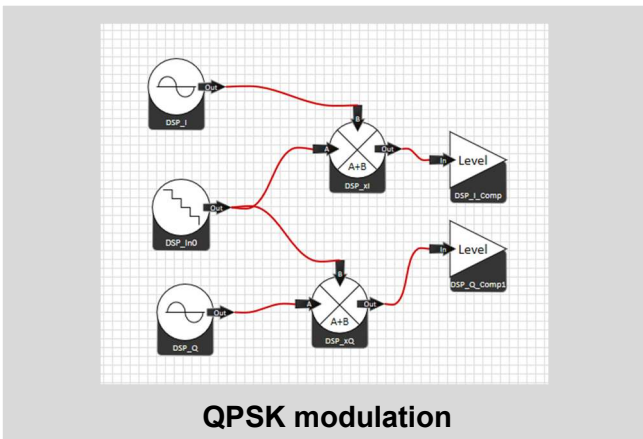 Out
DSP_I
B
A
A+B
Out
DSP_xI
In
Level
DSP_I_Comp
Out
DSP_In0
In
Level
DSP_Q_Comp1
B
A
A+B
Out
DSP_xQ
Out
DSP_Q
QPSK modulation